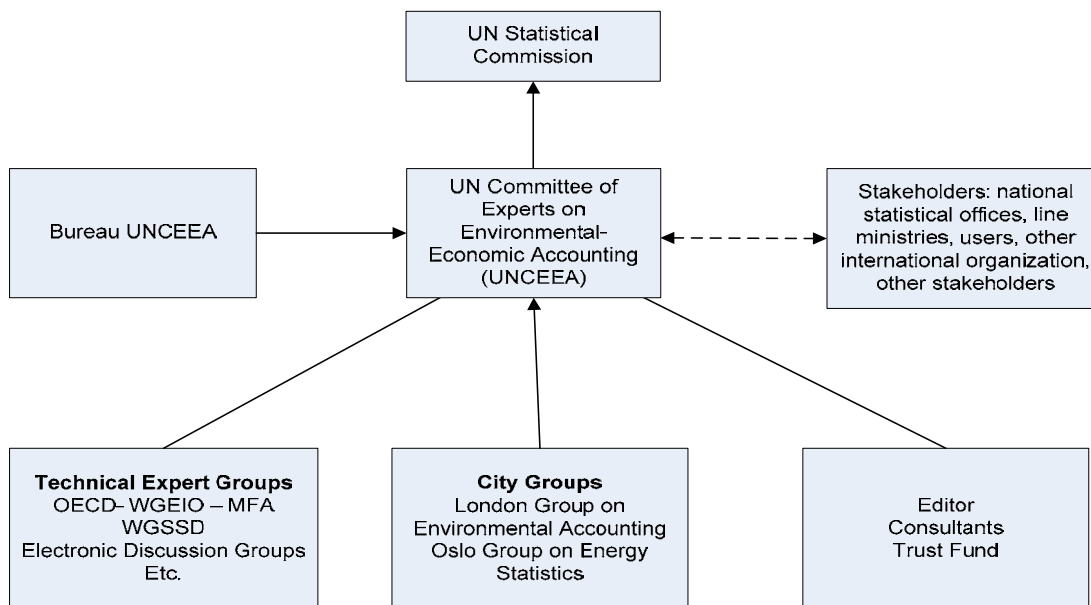 UN Statistical
Commission
Bureau UNCEEA
UN Committee of
Experts on
Environmental-
Economic Accounting
(UNCEEA)
Stakeholders: national
statistical offices, line
ministries, users, other
international organization,
other stakeholders
Technical Expert Groups
OECD- WGEIO – MFA
WGSSD
Electronic Discussion Groups
Etc.
City Groups
London Group on
Environmental Accounting
Oslo Group on Energy
Statistics
Editor
Consultants
Trust Fund